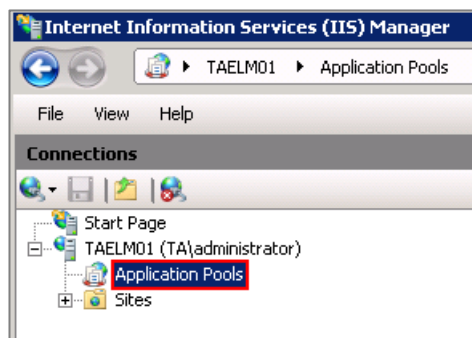 Internet Information Services (IIS) Manager
TAELM01 Application Pools
File View Help
Connections
Start Page
TAELM01 (TA\administrator)
Application Pools
Sites